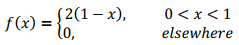 f(x) = {2(1 − x), 0 < x < 1
0, elsewhere